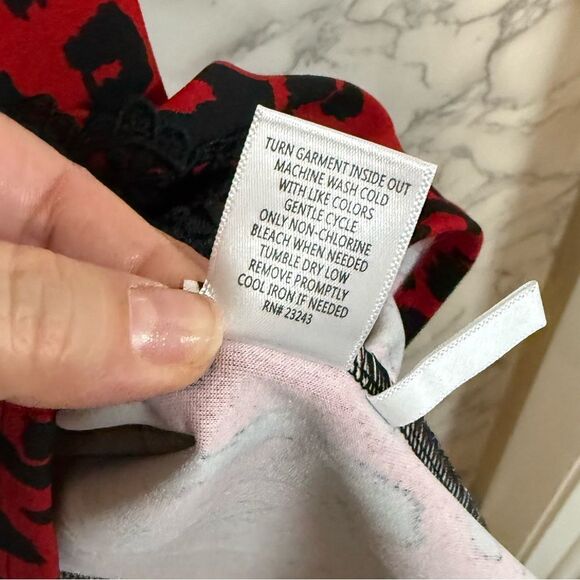 TURN GARMENT INSIDE OUT
MACHINE WASH COLD
WITH LIKE COLORS
GENTLE CYCLE
ONLY NON-CHLORINE
BLEACH WHEN NEEDED
TUMBLE DRY LOW
REMOVE PROMPTLY
COOL IRON IF NEEDED
RN# 23243